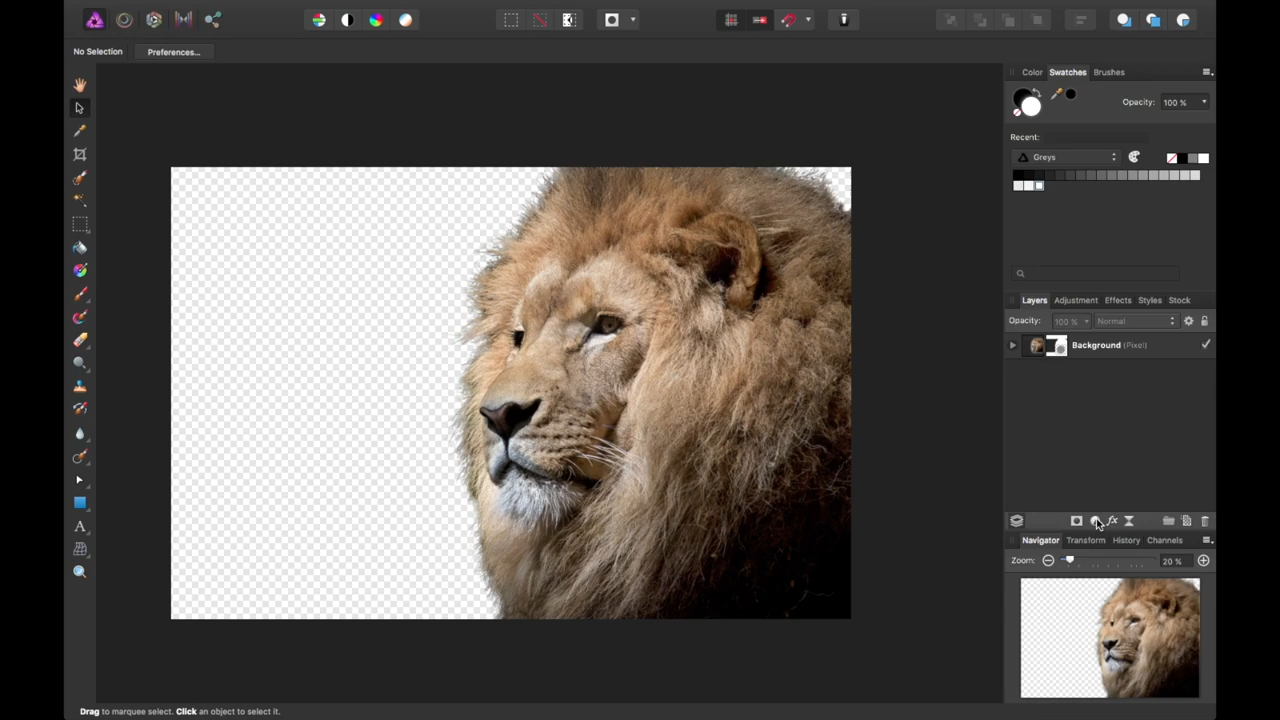 No Selection Preferences...
Color Swatches Brushes
Opacity: 100 %
Recent:
Greys
Layers Adjustment Effects Styles Stock
Opacity: 100 % Normal
Background (Pixel)
fx
Navigator Transform History Channels
Zoom: 20 %
A
Drag to marquee select. Click an object to select it.